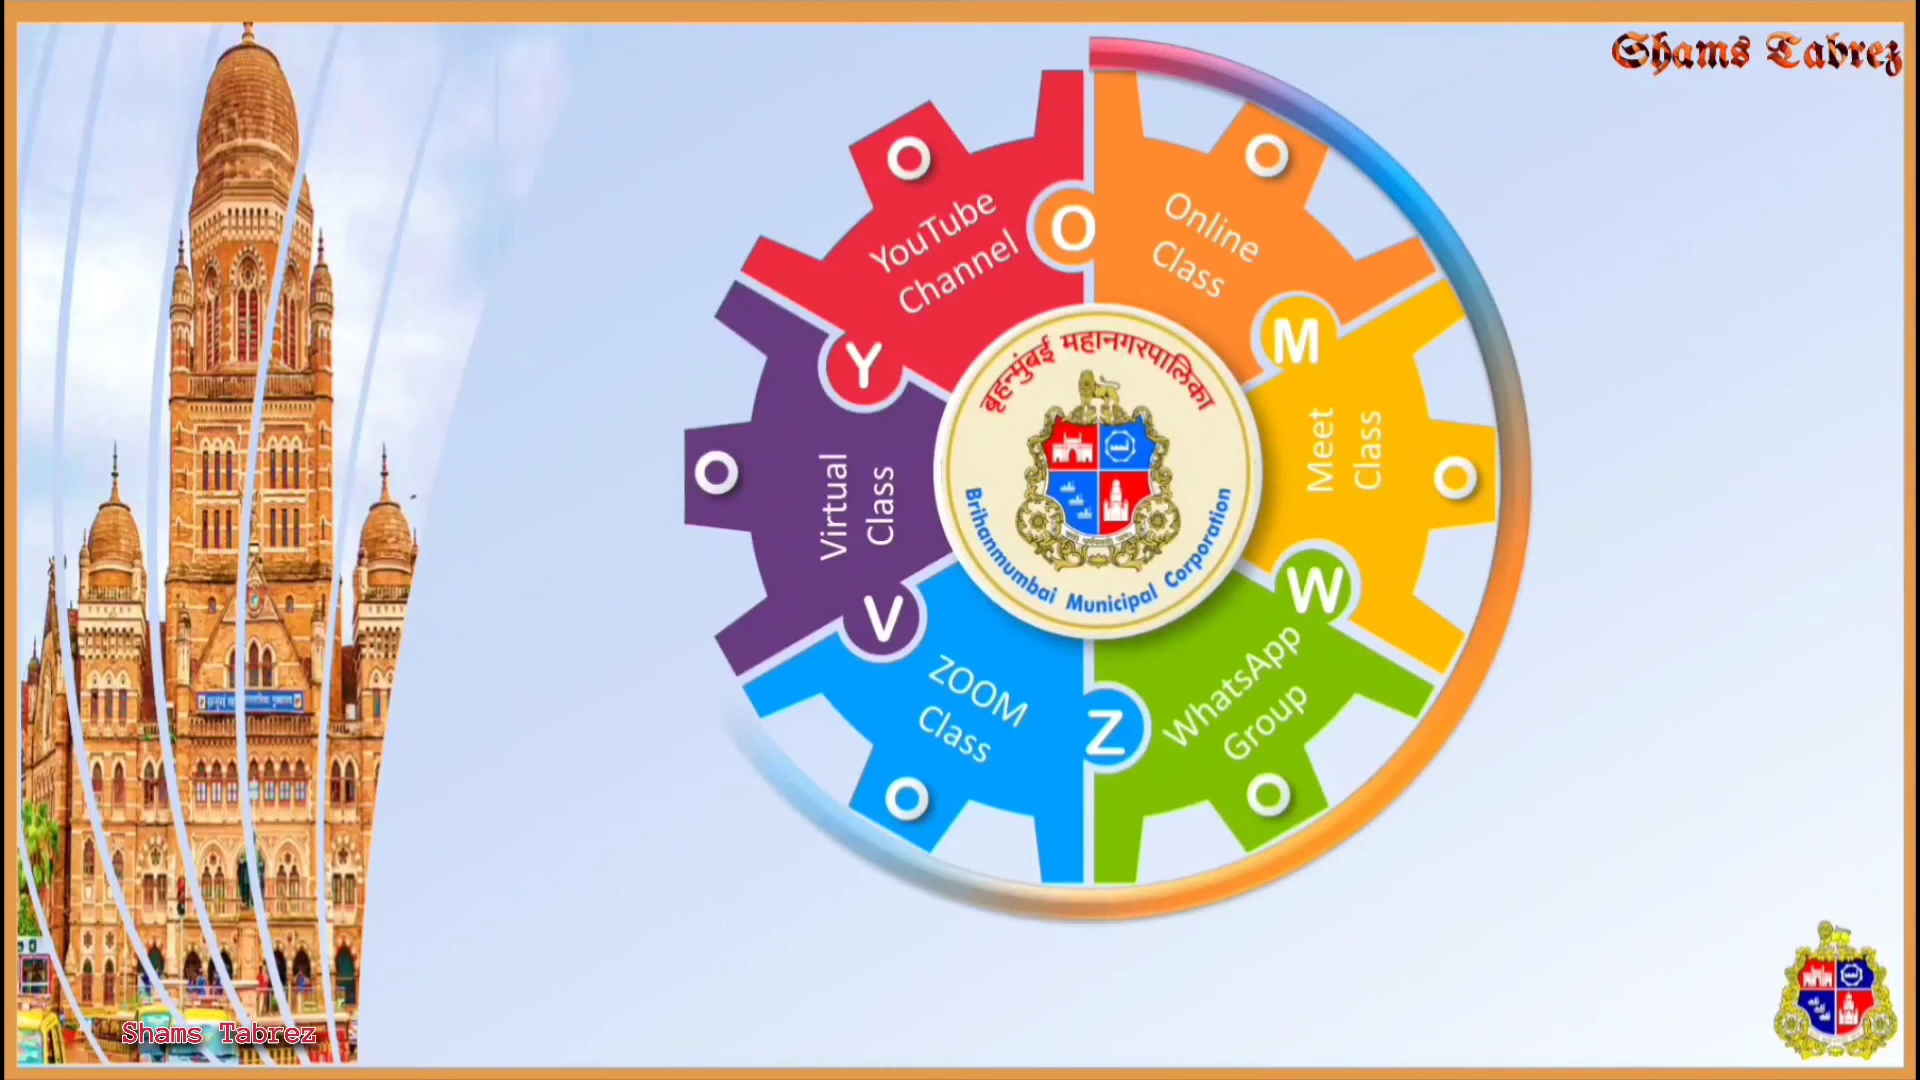 Shams Tabrez
YouTube
Channel
O
Online
Class
Y
M
बृहन्मुंबई महानगरपालिका
Brihanmumbai Municipal Corporation
Virtual
Class
Meet
Class
V
W
ZOOM
Class
Z
WhatsApp
Group
Shams Tabrez